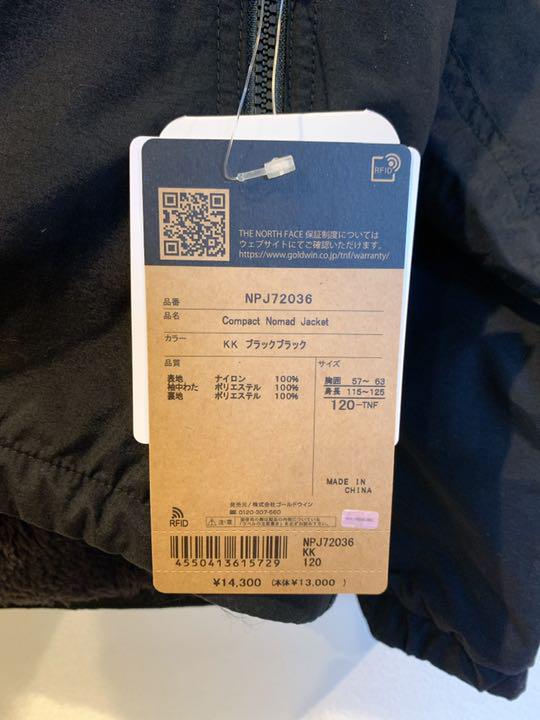 RFID
THE NORTH FACE 保証制度については
ウェブサイトにてご確認いただけます。
https://www.goldwin.co.jp/tnf/warranty/
品番 NPJ72036
品名 Compact Nomad Jacket
カラー KK ブラックブラック
品質 サイズ
表地 ナイロン 100% 胸囲 57~ 63
袖中わた ポリエステル 100% 身長 115~125
裏地 ポリエステル 100% 120-TNF
MADE IN
CHINA
発売元/株式会社ゴールドウイン
☎ 0120-307-560
RFID
注意
NPJ72036
KK
120
4550413615729
¥14,300 (本体¥13,000)